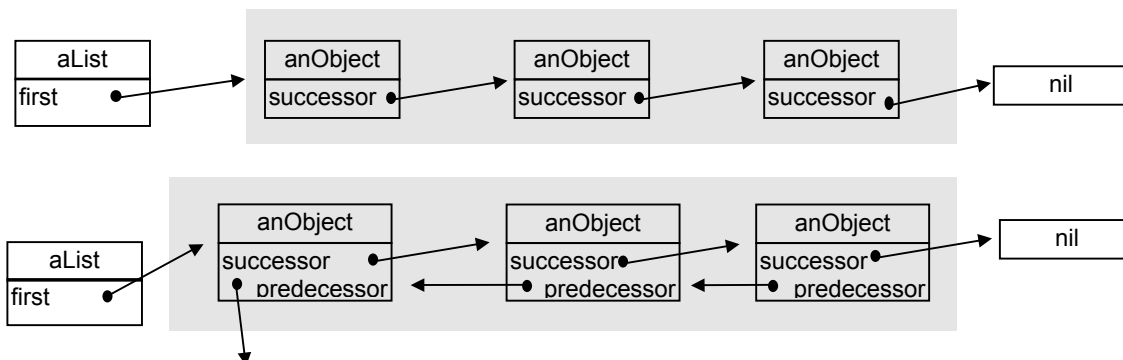 aList
first
anObject
successor
anObject
successor
anObject
successor
nil
aList
first
anObject
successor
predecessor
anObject
successor
predecessor
anObject
successor
predecessor
nil